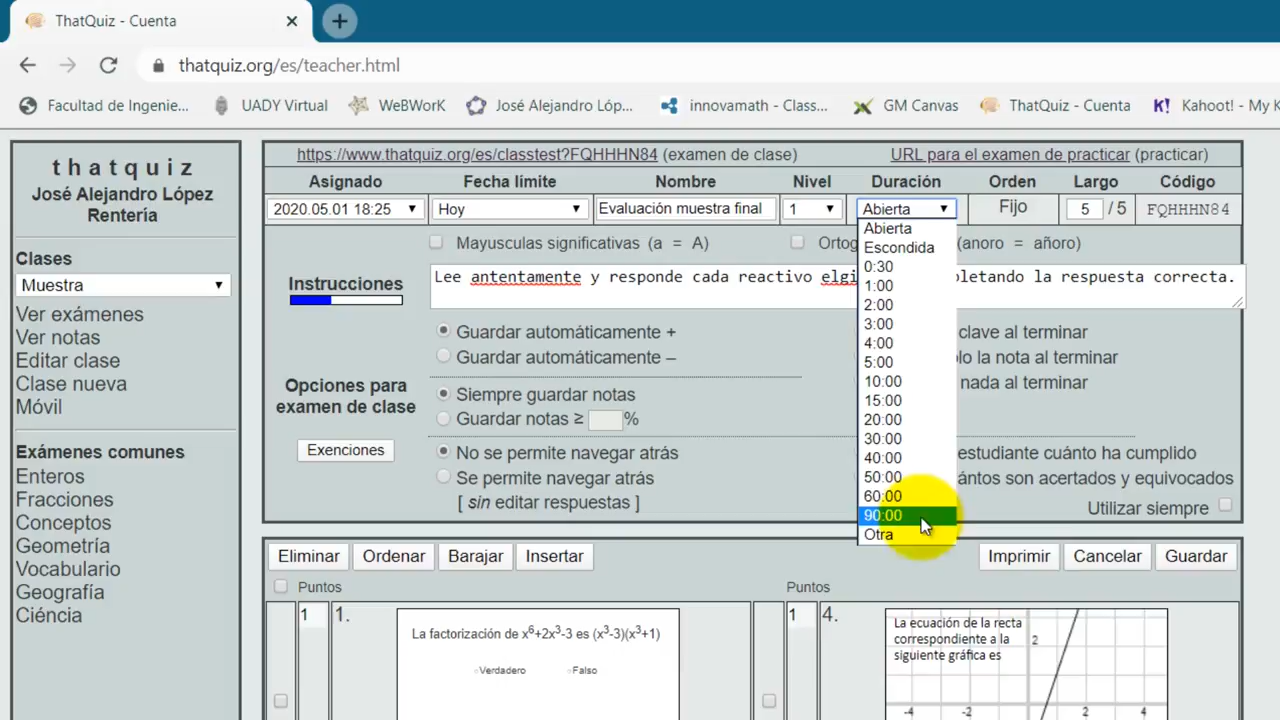 ThatQuiz - Cuenta
thatquiz.org/es/teacher.html
Facultad de Ingenie... UADY Virtual WeBWorK José Alejandro Lóp... innovamath - Class... GM Canvas ThatQuiz - Cuenta Kahoot! - My K
thatquiz
José Alejandro López
Rentería
Clases
Muestra
Ver exámenes
Ver notas
Editar clase
Clase nueva
Móvil
Exámenes comunes
Enteros
Fracciones
Conceptos
Geometría
Vocabulario
Geografía
Ciéncia
https://www.thatquiz.org/es/classtest?FQHHHN84 (examen de clase) URL para el examen de practicar (practicar)
Asignado Fecha límite Nombre Nivel Duración Orden Largo Código
2020.05.01 18:25 Hoy Evaluación muestra final 1 Abierta Fijo 5 / 5 FQHHHN84
Mayusculas significativas (a = A) Ortog (anoro = añoro)
Instrucciones
Lee antentamente y responde cada reactivo elgi pletando la respuesta correcta.
Abierta
Escondida
0:30
1:00
2:00
3:00
4:00
5:00
10:00
15:00
20:00
30:00
40:00
50:00
60:00
90:00
Otra
Opciones para
examen de clase
Exenciones
Guardar automáticamente +
Guardar automáticamente –
Siempre guardar notas
Guardar notas ≥ %
No se permite navegar atrás
Se permite navegar atrás
[ sin editar respuestas ]
clave al terminar
lo la nota al terminar
nada al terminar
estudiante cuánto ha cumplido
ántos son acertados y equivocados
Utilizar siempre
Eliminar Ordenar Barajar Insertar Imprimir Cancelar Guardar
Puntos Puntos
1 1.
La factorización de x⁶+2x³-3 es (x³-3)(x³+1)
Verdadero Falso
1 4.
La ecuación de la recta
correspondiente a la
siguiente gráfica es
2
-4 -2 2 4